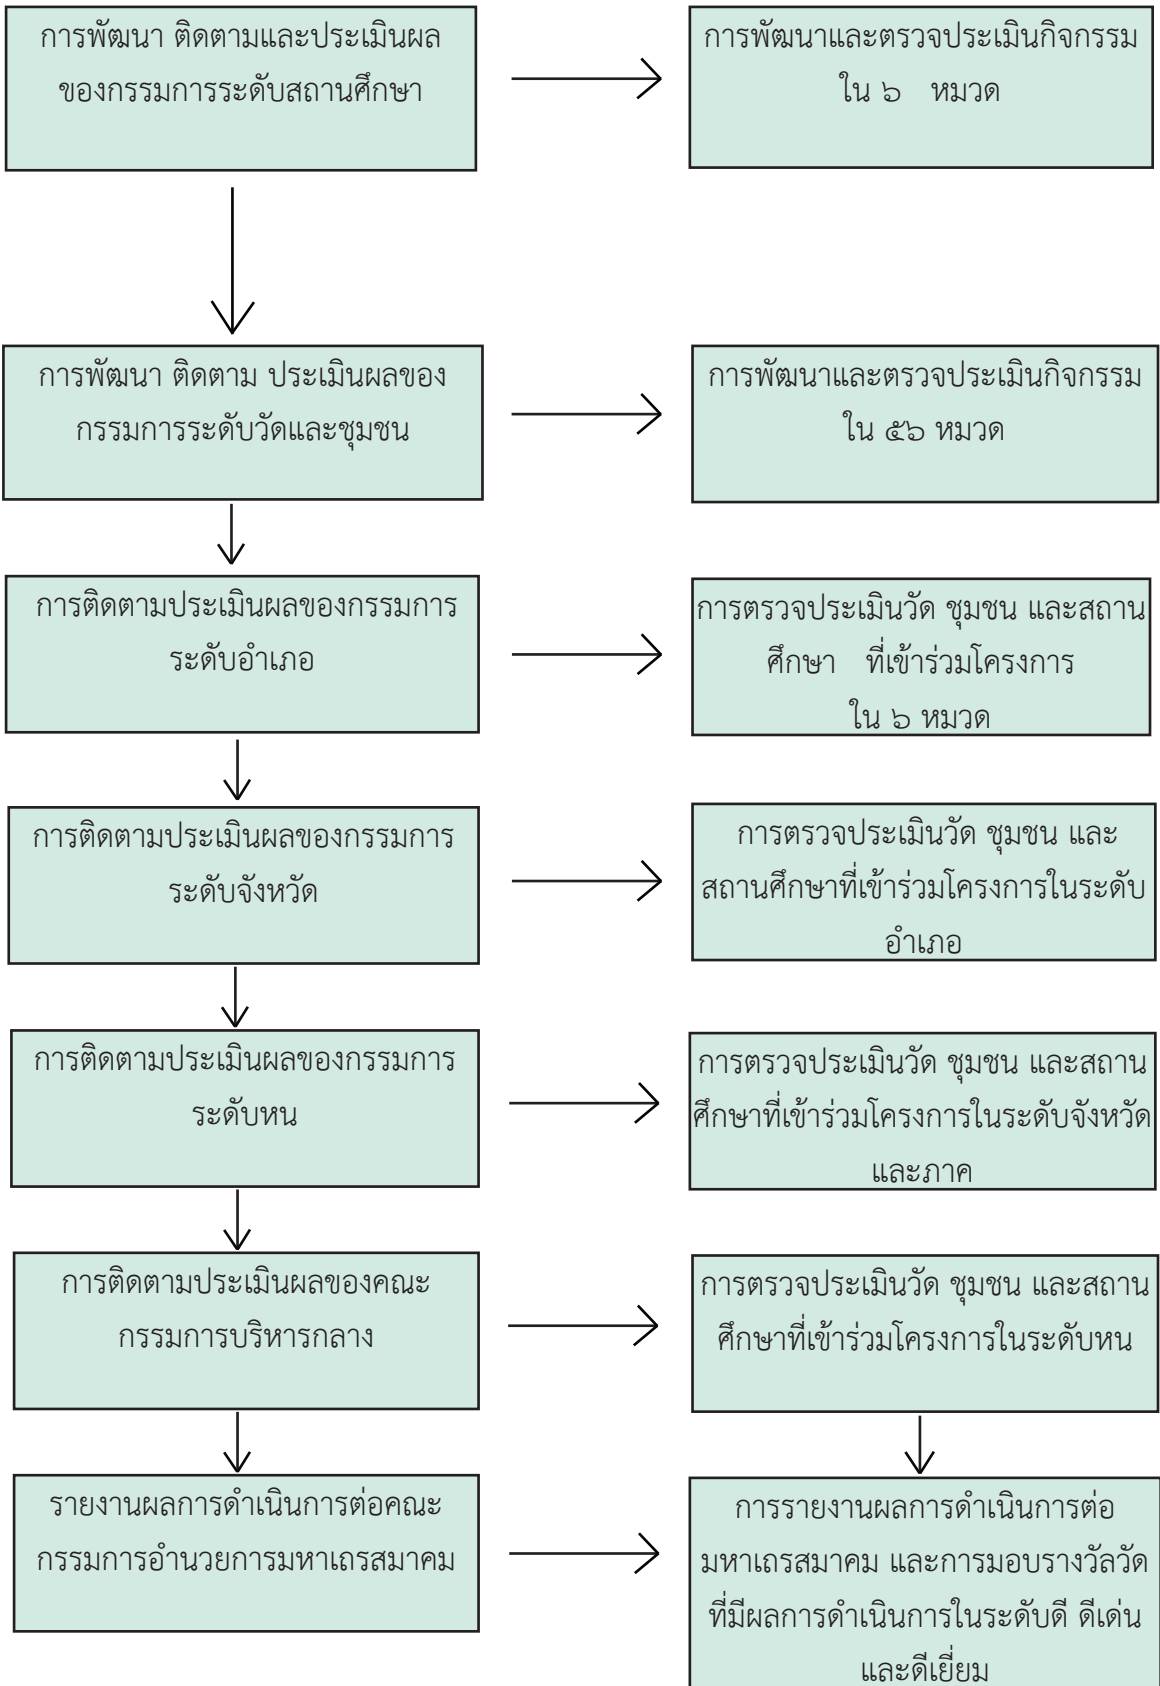 การพัฒนา ติดตามและประเมินผล
ของกรรมการระดับสถานศึกษา
การพัฒนาและตรวจประเมินกิจกรรม
ใน ๖ หมวด
การพัฒนา ติดตาม ประเมินผลของ
กรรมการระดับวัดและชุมชน
การพัฒนาและตรวจประเมินกิจกรรม
ใน ๕๖ หมวด
การติดตามประเมินผลของกรรมการ
ระดับอำเภอ
การตรวจประเมินวัด ชุมชน และสถาน
ศึกษา ที่เข้าร่วมโครงการ
ใน ๖ หมวด
การติดตามประเมินผลของกรรมการ
ระดับจังหวัด
การตรวจประเมินวัด ชุมชน และ
สถานศึกษาที่เข้าร่วมโครงการในระดับ
อำเภอ
การติดตามประเมินผลของกรรมการ
ระดับหน
การตรวจประเมินวัด ชุมชน และสถาน
ศึกษาที่เข้าร่วมโครงการในระดับจังหวัด
และภาค
การติดตามประเมินผลของคณะ
กรรมการบริหารกลาง
การตรวจประเมินวัด ชุมชน และสถาน
ศึกษาที่เข้าร่วมโครงการในระดับหน
รายงานผลการดำเนินการต่อคณะ
กรรมการอำนวยการมหาเถรสมาคม
การรายงานผลการดำเนินการต่อ
มหาเถรสมาคม และการมอบรางวัลวัด
ที่มีผลการดำเนินการในระดับดี ดีเด่น
และดีเยี่ยม